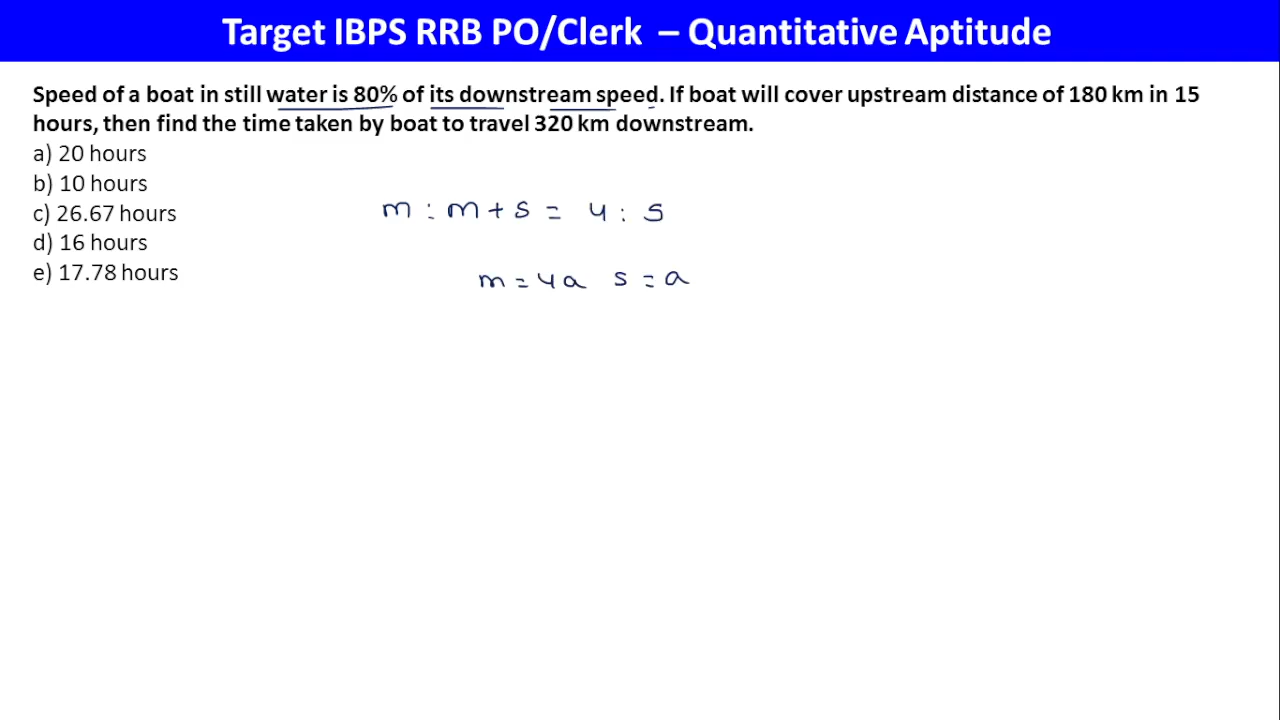 Target IBPS RRB PO/Clerk – Quantitative Aptitude
Speed of a boat in still water is 80% of its downstream speed. If boat will cover upstream distance of 180 km in 15
hours, then find the time taken by boat to travel 320 km downstream.
a) 20 hours
b) 10 hours
c) 26.67 hours
d) 16 hours
e) 17.78 hours
m : m + s = 4 : 5
m = 4a s = a